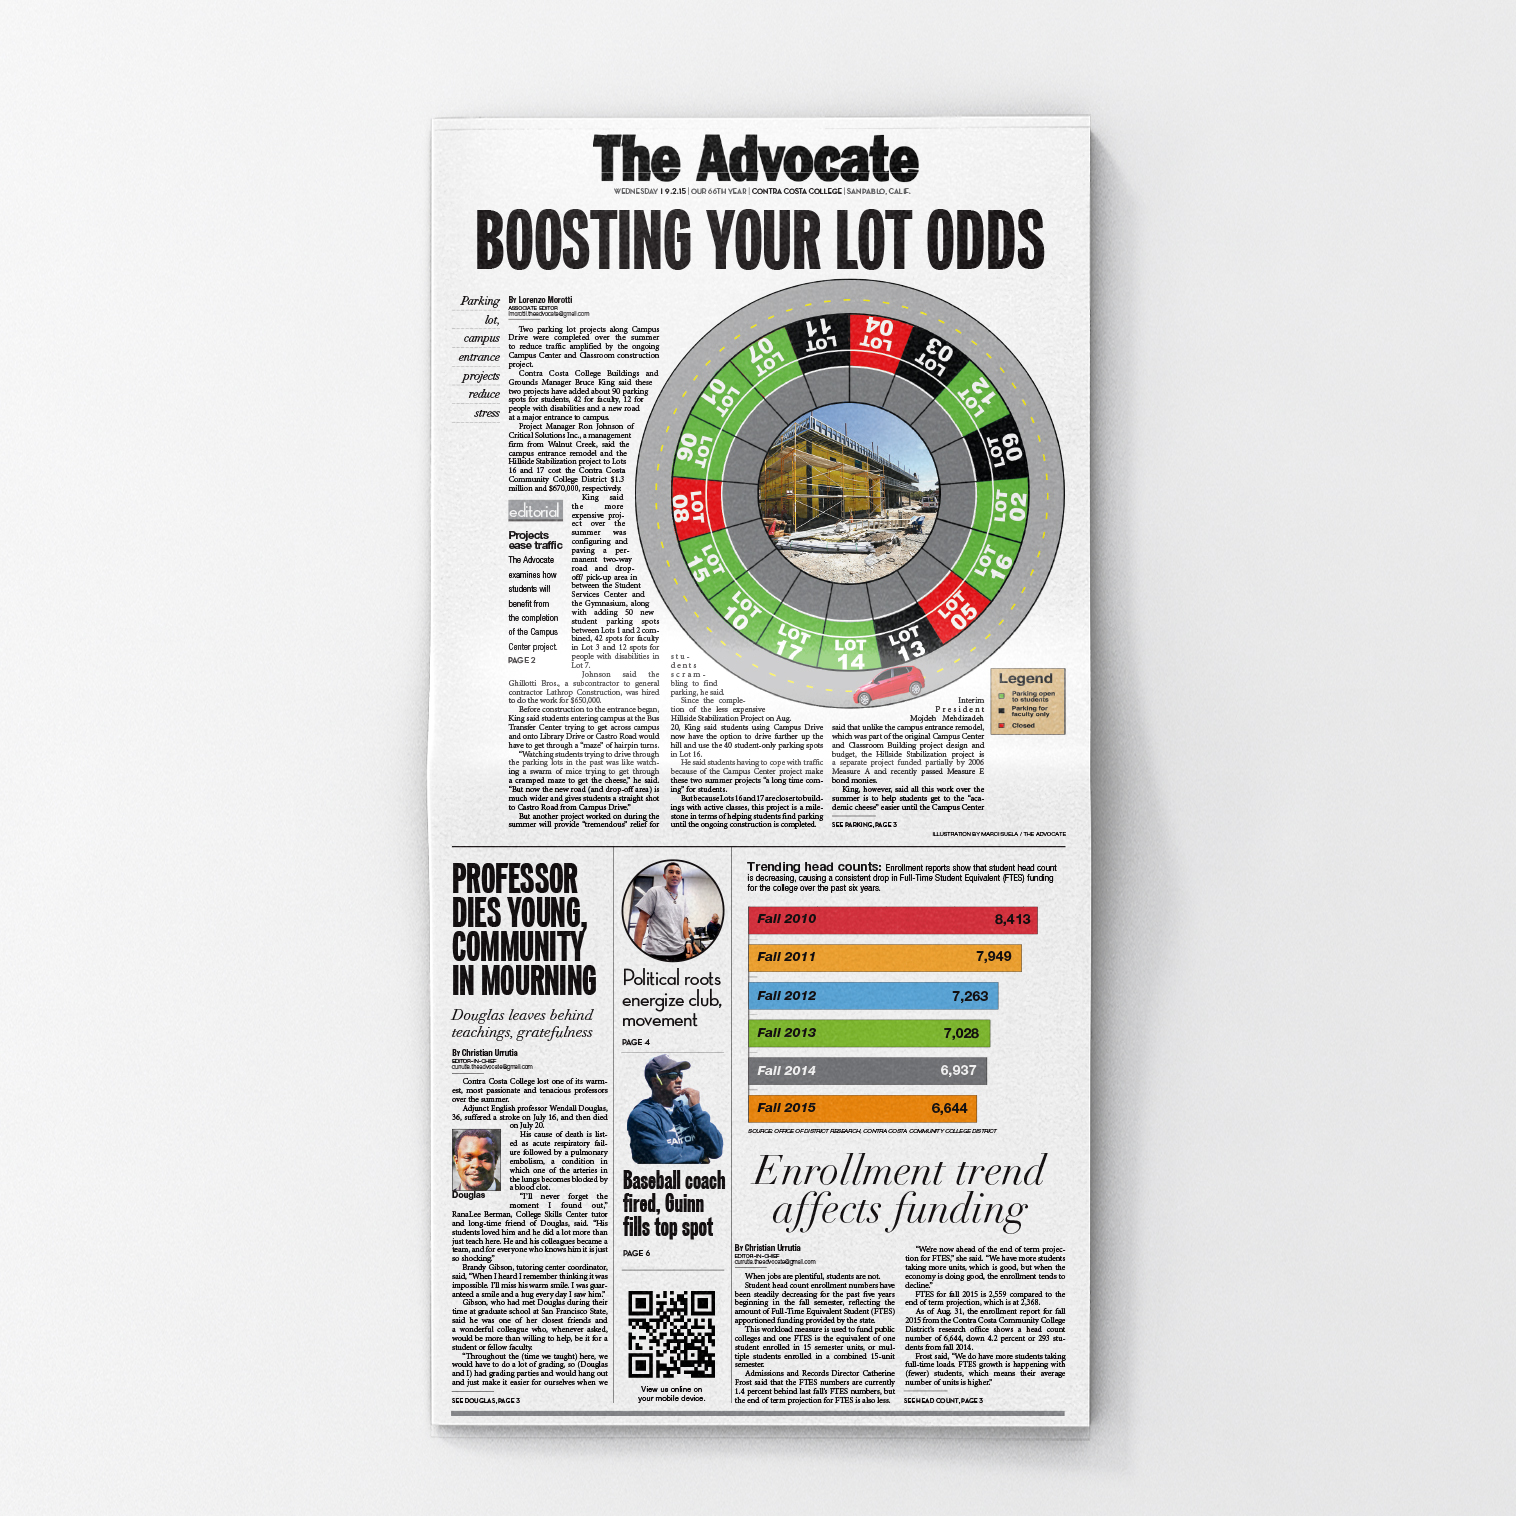 The Advocate
WEDNESDAY | 9.2.15 | OUR 66TH YEAR | CONTRA COSTA COLLEGE | SAN PABLO, CALIF.
BOOSTING YOUR LOT ODDS
Parking
lot,
campus
entrance
projects
reduce
stress
By Lorenzo Morotti
ASSOCIATE EDITOR
lmorotti.theadvocate@gmail.com
Two parking lot projects along Campus
Drive were completed over the summer
to reduce traffic amplified by the ongoing
Campus Center and Classroom construction
project.
Contra Costa College Buildings and
Grounds Manager Bruce King said these
two projects have added about 90 parking
spots for students, 42 for faculty, 12 for
people with disabilities and a new road
at a major entrance to campus.
Project Manager Ron Johnson of
Critical Solutions Inc., a management
firm from Walnut Creek, said the
campus entrance remodel and the
Hillside Stabilization project to Lots
16 and 17 cost the Contra Costa
Community College District $1.3
million and $670,000, respectively.
King said
the more
expensive proj-
ect over the
summer was
configuring and
paving a per-
manent two-way
road and drop-
off/ pick-up area in
between the Student
Services Center and
the Gymnasium, along
with adding 50 new
student parking spots
between Lots 1 and 2 com-
bined, 42 spots for faculty
in Lot 3 and 12 spots for
people with disabilities in
Lot 7.
editorial
Projects
ease traffic
The Advocate
examines how
students will
benefit from
the completion
of the Campus
Center project.
PAGE 2
Johnson said the
Ghillotti Bros., a subcontractor to general
contractor Lathrop Construction, was hired
to do the work for $650,000.
Before construction to the entrance began,
King said students entering campus at the Bus
Transfer Center trying to get across campus
and onto Library Drive or Castro Road would
have to get through a "maze" of hairpin turns.
"Watching students trying to drive through
the parking lots in the past was like watch-
ing a swarm of mice trying to get through
a cramped maze to get the cheese," he said.
"But now the new road (and drop-off area) is
much wider and gives students a straight shot
to Castro Road from Campus Drive."
But another project worked on during the
summer will provide "tremendous" relief for
stu-
dents
scram-
bling to find
parking, he said.
Since the comple-
tion of the less expensive
Hillside Stabilization Project on Aug.
20, King said students using Campus Drive
now have the option to drive further up the
hill and use the 40 student-only parking spots
in Lot 16.
He said students having to cope with traffic
because of the Campus Center project make
these two summer projects "a long time com-
ing" for students.
But because Lots 16 and 17 are closer to build-
ings with active classes, this project is a mile-
stone in terms of helping students find parking
until the ongoing construction is completed.
Interim
President
Mojdeh Mehdizadeh
said that unlike the campus entrance remodel,
which was part of the original Campus Center
and Classroom Building project design and
budget, the Hillside Stabilization project is
a separate project funded partially by 2006
Measure A and recently passed Measure E
bond monies.
King, however, said all this work over the
summer is to help students get to the "aca-
demic cheese" easier until the Campus Center
SEE PARKING, PAGE 3
LOT 04
LOT 03
LOT 12
LOT 09
LOT 02
LOT 16
LOT 05
LOT 13
LOT 14
LOT 17
LOT 10
LOT 15
LOT 08
LOT 06
LOT 01
LOT 07
LOT 11
Legend
Parking open
to students
Parking for
faculty only
Closed
ILLUSTRATION BY MARCI SUELA / THE ADVOCATE
PROFESSOR
DIES YOUNG,
COMMUNITY
IN MOURNING
Douglas leaves behind
teachings, gratefulness
By Christian Urrutia
EDITOR-IN-CHIEF
currutia.theadvocate@gmail.com
Contra Costa College lost one of its warm-
est, most passionate and tenacious professors
over the summer.
Adjunct English professor Wendall Douglas,
36, suffered a stroke on July 16, and then died
on July 20.
His cause of death is list-
ed as acute respiratory fail-
ure followed by a pulmonary
embolism, a condition in
which one of the arteries in
the lungs becomes blocked by
a blood clot.
Douglas
"I'll never forget the
moment I found out,"
RanaLee Berman, College Skills Center tutor
and long-time friend of Douglas, said. "His
students loved him and he did a lot more than
just teach here. He and his colleagues became a
team, and for everyone who knows him it is just
so shocking."
Brandy Gibson, tutoring center coordinator,
said, "When I heard I remember thinking it was
impossible. I'll miss his warm smile. I was guar-
anteed a smile and a hug every day I saw him."
Gibson, who had met Douglas during their
time at graduate school at San Francisco State,
said he was one of her closest friends and
a wonderful colleague who, whenever asked,
would be more than willing to help, be it for a
student or fellow faculty.
"Throughout the (time we taught) here, we
would have to do a lot of grading, so (Douglas
and I) had grading parties and would hang out
and just make it easier for ourselves when we
SEE DOUGLAS, PAGE 3
Political roots
energize club,
movement
PAGE 4
Baseball coach
fired, Guinn
fills top spot
PAGE 6
View us online on
your mobile device.
Trending head counts: Enrollment reports show that student head count
is decreasing, causing a consistent drop in Full-Time Student Equivalent (FTES) funding
for the college over the past six years.
Fall 2010 8,413
Fall 2011 7,949
Fall 2012 7,263
Fall 2013 7,028
Fall 2014 6,937
Fall 2015 6,644
SOURCE: OFFICE OF DISTRICT RESEARCH, CONTRA COSTA COMMUNITY COLLEGE DISTRICT
Enrollment trend
affects funding
By Christian Urrutia
EDITOR-IN-CHIEF
currutia.theadvocate@gmail.com
When jobs are plentiful, students are not.
Student head count enrollment numbers have
been steadily decreasing for the past five years
beginning in the fall semester, reflecting the
amount of Full-Time Equivalent Student (FTES)
apportioned funding provided by the state.
This workload measure is used to fund public
colleges and one FTES is the equivalent of one
student enrolled in 15 semester units, or mul-
tiple students enrolled in a combined 15-unit
semester.
Admissions and Records Director Catherine
Frost said that the FTES numbers are currently
1.4 percent behind last fall's FTES numbers, but
the end of term projection for FTES is also less.
"We're now ahead of the end of term projec-
tion for FTES," she said. "We have more students
taking more units, which is good, but when the
economy is doing good, the enrollment tends to
decline."
FTES for fall 2015 is 2,559 compared to the
end of term projection, which is at 2,368.
As of Aug. 31, the enrollment report for fall
2015 from the Contra Costa Community College
District's research office shows a head count
number of 6,644, down 4.2 percent or 293 stu-
dents from fall 2014.
Frost said, "We do have more students taking
full-time loads. FTES growth is happening with
(fewer) students, which means their average
number of units is higher."
SEE HEAD COUNT, PAGE 3